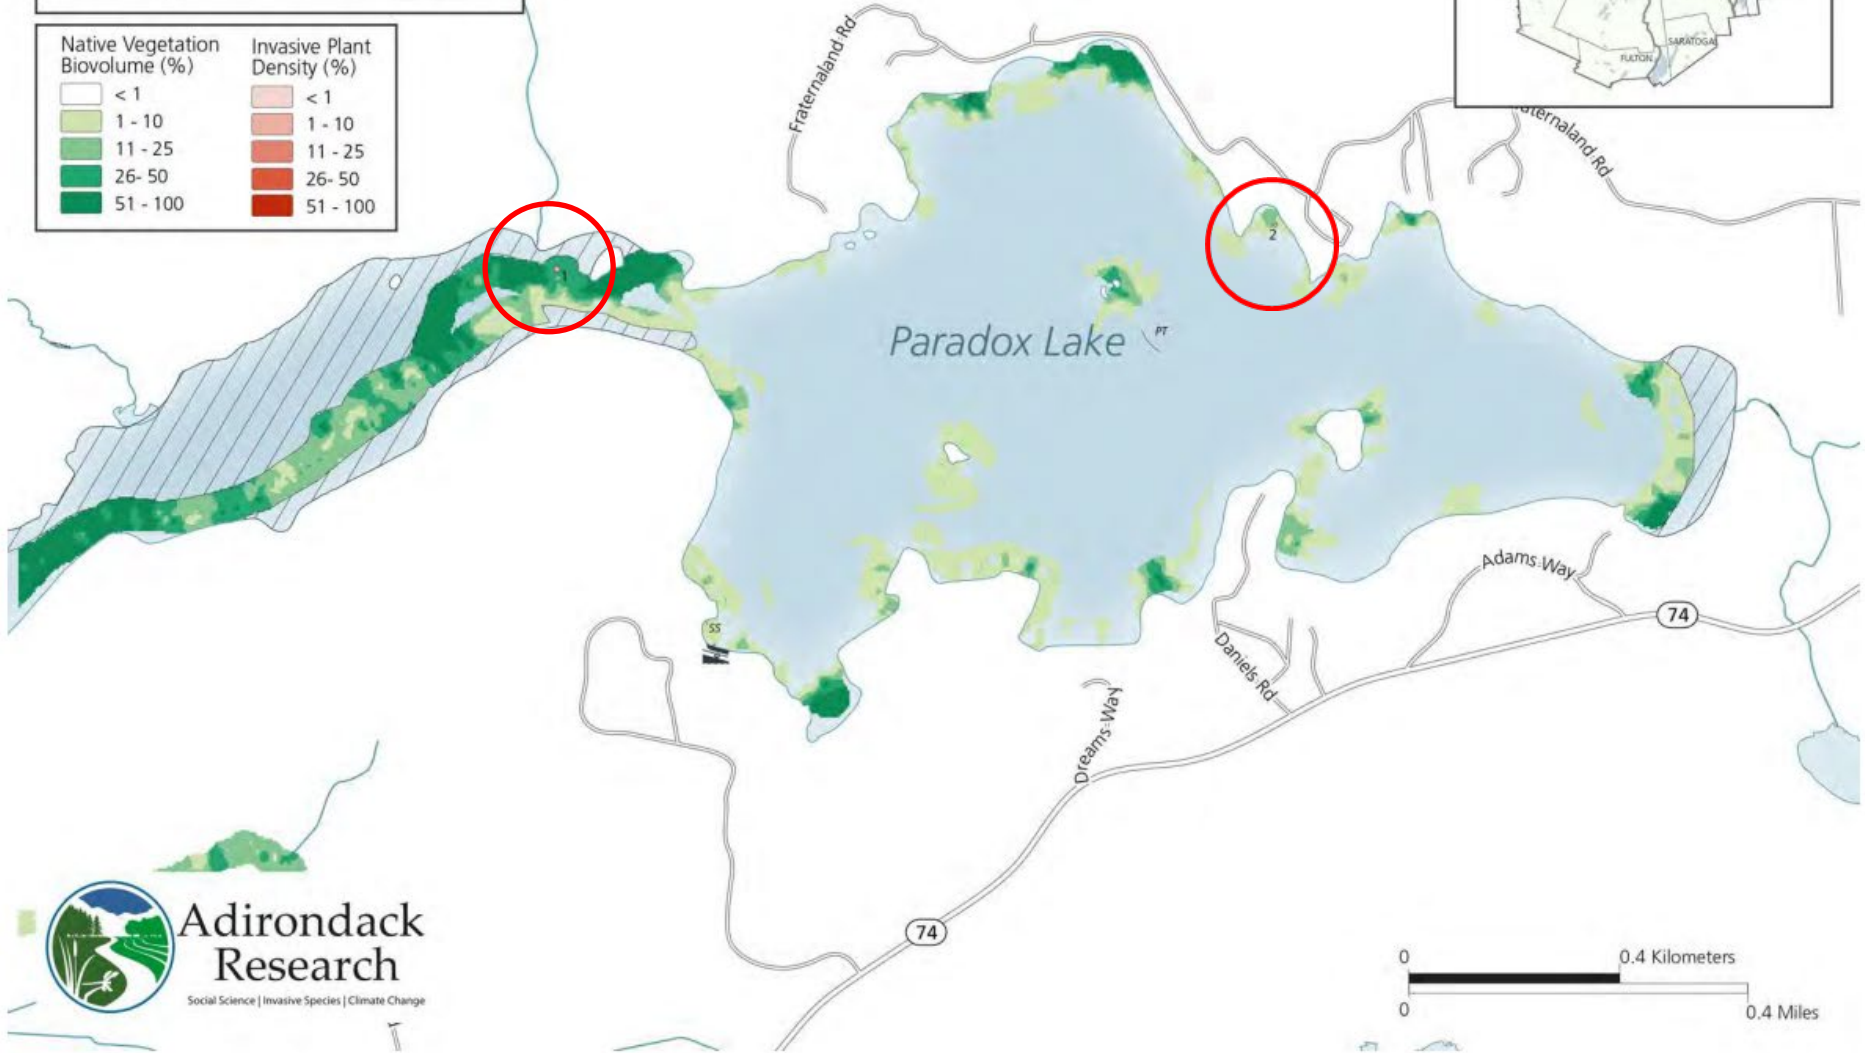 Native Vegetation
Biovolume (%)
< 1
1 - 10
11 - 25
26- 50
51 - 100
Invasive Plant
Density (%)
< 1
1 - 10
11 - 25
26- 50
51 - 100
Fraternaland Rd
SARATOGA
FULTON
Fraternaland Rd
1
2
Paradox Lake
PT
SS
Adams Way
74
Daniels Rd
Dreams Way
74
Adirondack
Research
Social Science | Invasive Species | Climate Change
0
0.4 Kilometers
0
0.4 Miles